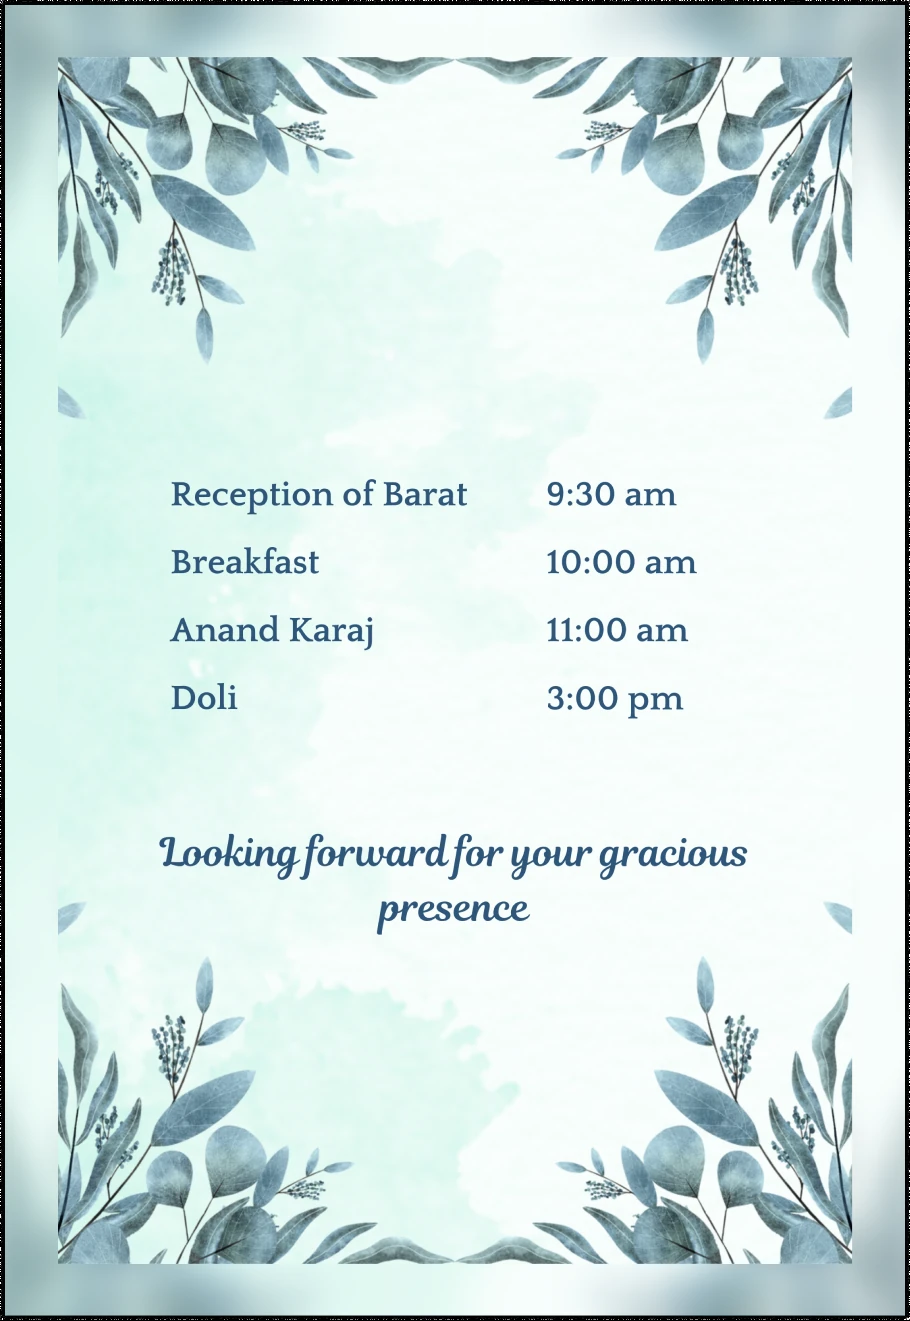 Reception of Barat 9:30 am
Breakfast 10:00 am
Anand Karaj 11:00 am
Doli 3:00 pm
Looking forward for your gracious
presence